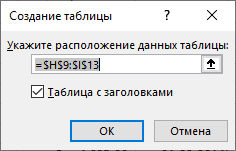 Создание таблицы
Укажите расположение данных таблицы:
=$H$9:$I$13
Таблица с заголовками
ОК
Отмена